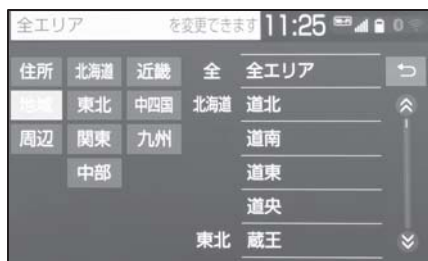 全エリア を変更できます 11:25 0
住所 北海道 近畿 全 全エリア
地域 東北 中四国 北海道 道北
周辺 関東 九州 道南
中部 道東
道央
東北 蔵王